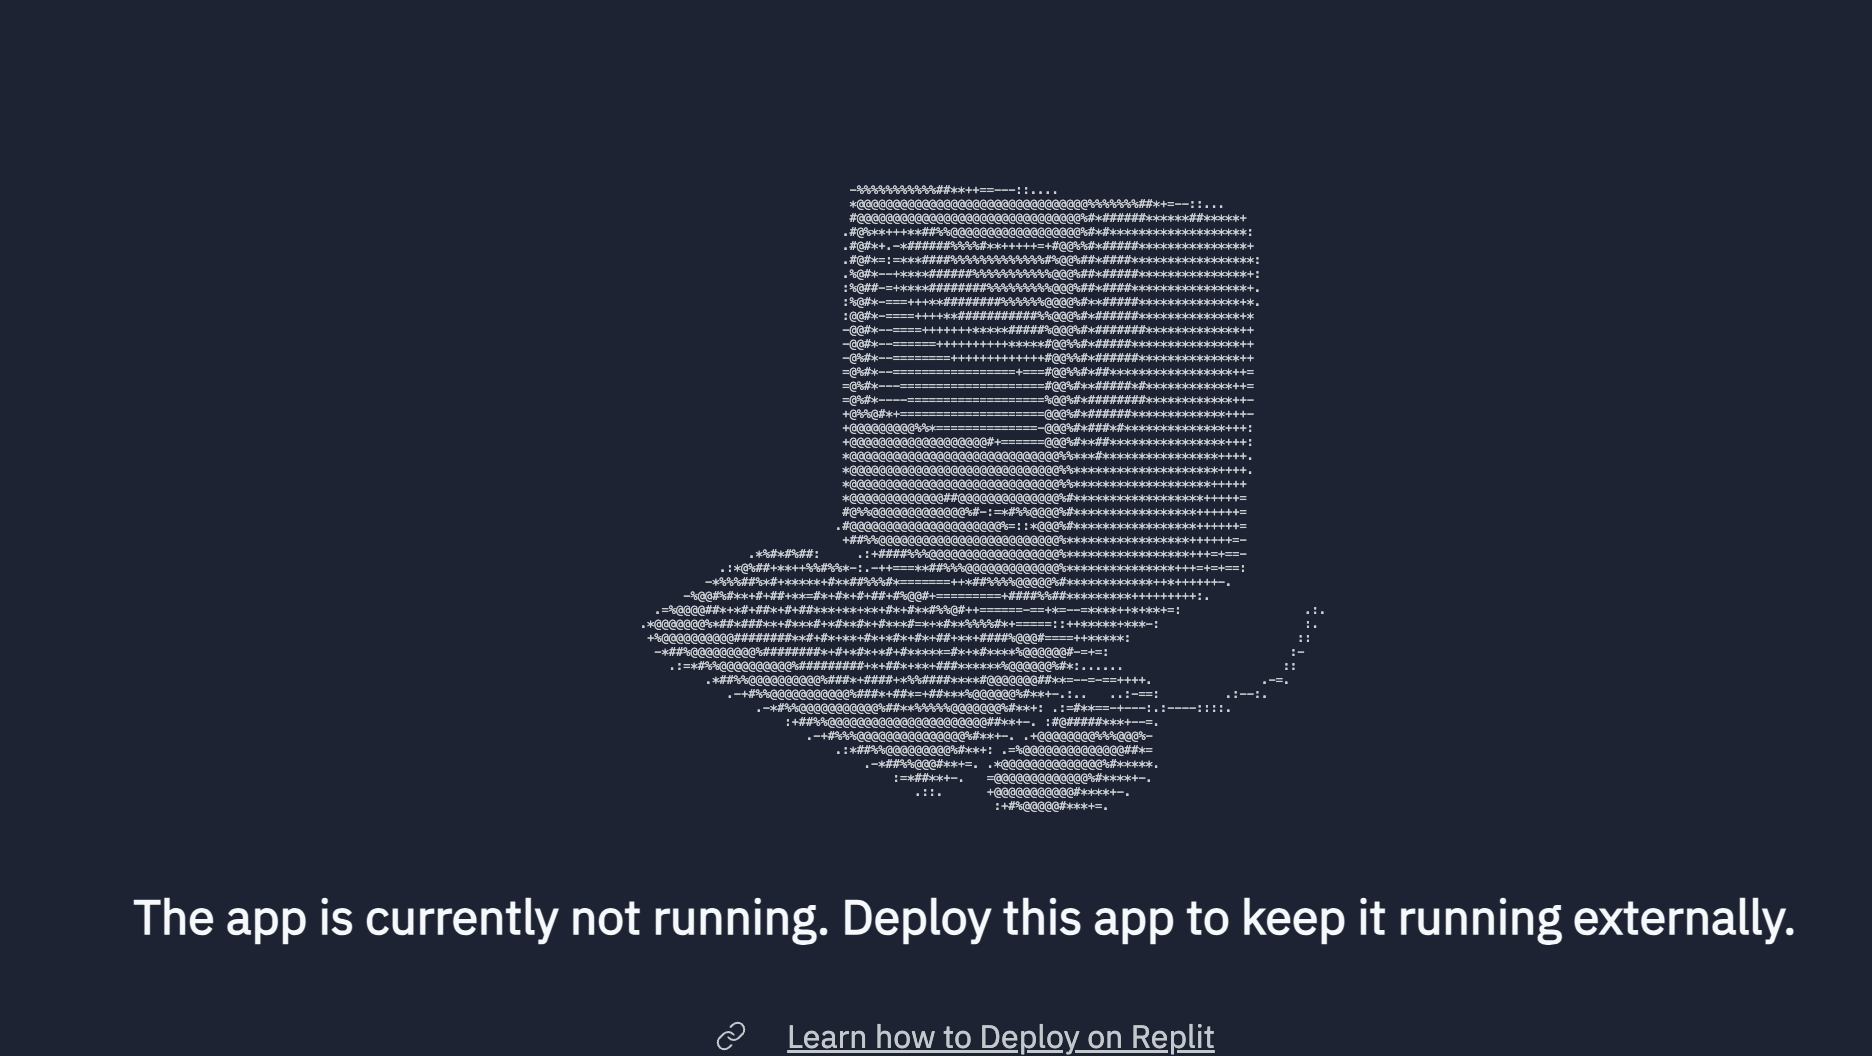 The app is currently not running. Deploy this app to keep it running externally.
Learn how to Deploy on Replit